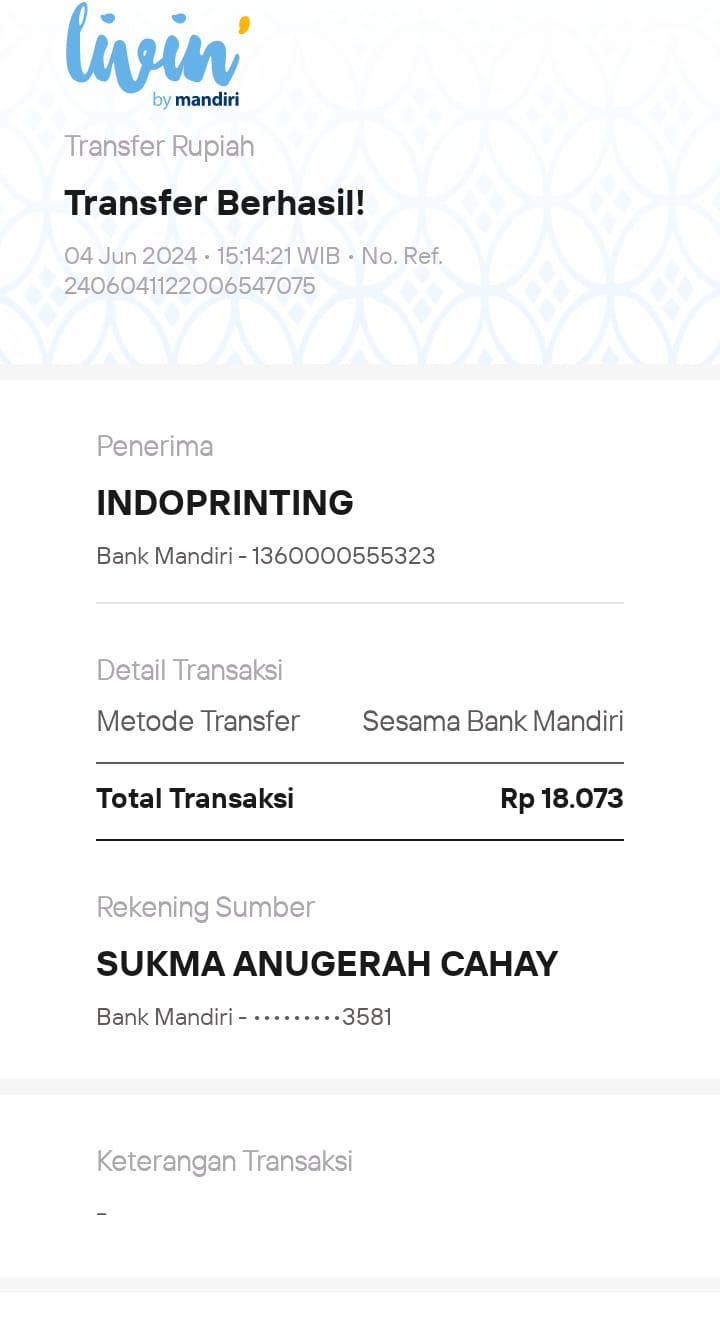 livin'
by mandiri
Transfer Rupiah
Transfer Berhasil!
04 Jun 2024 • 15:14:21 WIB • No. Ref.
2406041122006547075
Penerima
INDOPRINTING
Bank Mandiri - 1360000555323
Detail Transaksi
Metode Transfer Sesama Bank Mandiri
Total Transaksi Rp 18.073
Rekening Sumber
SUKMA ANUGERAH CAHAY
Bank Mandiri - •••••••••3581
Keterangan Transaksi
-